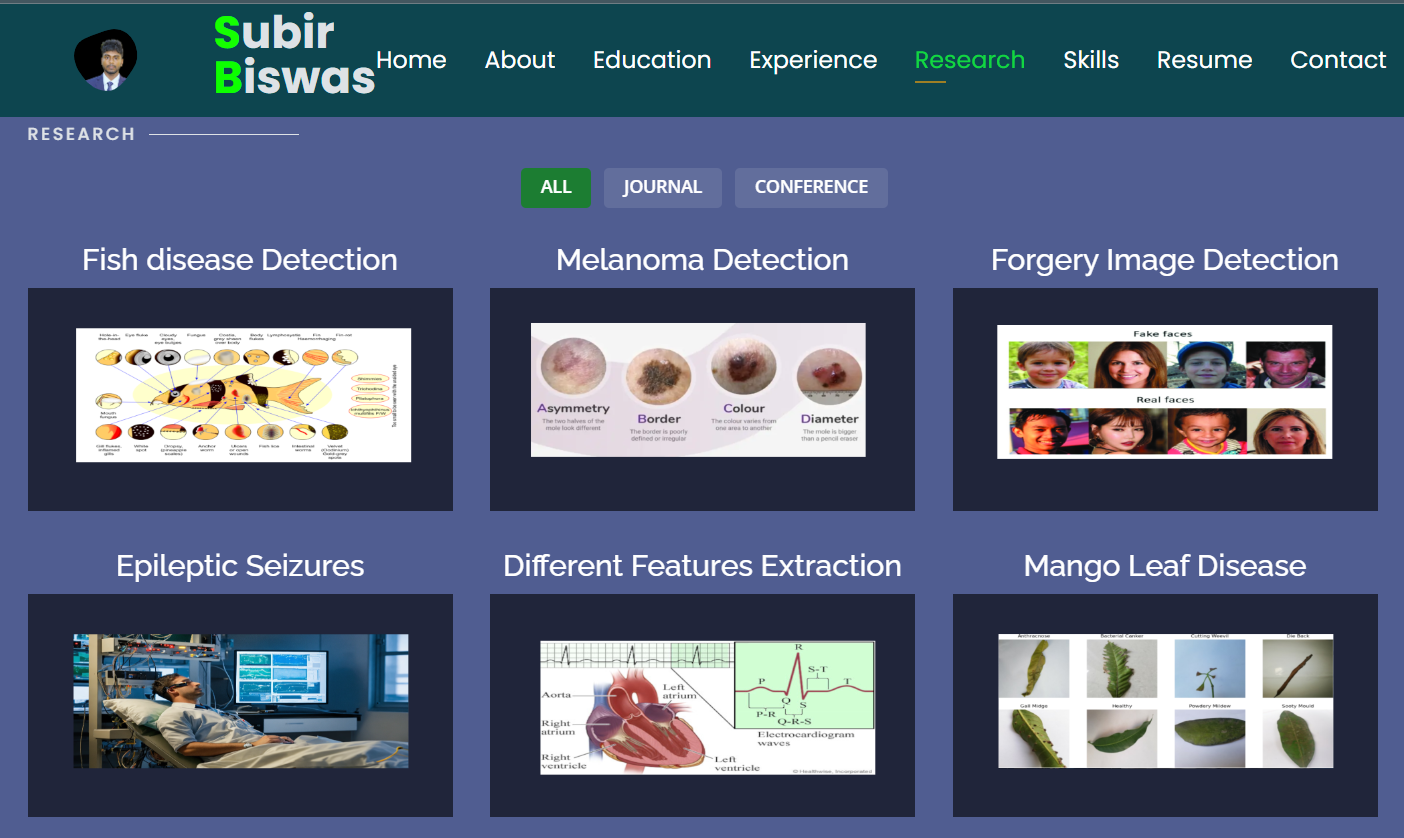 Subir
Biswas
Home About Education Experience Research Skills Resume Contact
RESEARCH
ALL JOURNAL CONFERENCE
Fish disease Detection
Melanoma Detection
Forgery Image Detection
Hole-in-the-head Eye fluke Cloudy eyes, eye bulges Fungus Costia, grey sheen over body Body flukes Lymphocystis Fin Haemorrhaging Fin-rot
Mouth fungus
Gill flukes, inflamed gills White spot Dropsy, (pineapple scales) Anchor worm Ulcers or open wounds Fish lice Intestinal worms Velvet (Oodinium) Gold-grey spots
Trichodina
Asymmetry
The two halves of the
mole look different
Border
The border is poorly
defined or irregular
Colour
The colour varies from
one area to another
Diameter
The mole is bigger
than a pencil eraser
Fake faces
Real faces
Epileptic Seizures
Different Features Extraction
Mango Leaf Disease
Aorta
Left
atrium
Right
atrium
Right
ventricle
Left
ventricle
R
S-T
P
T
Q
S
P-R
Q-R-S
Electrocardiogram
waves
© Healthwise, Incorporated
Anthracnose Bacterial Canker Cutting Weevil Die Back
Gall Midge Healthy Powdery Mildew Sooty Mould